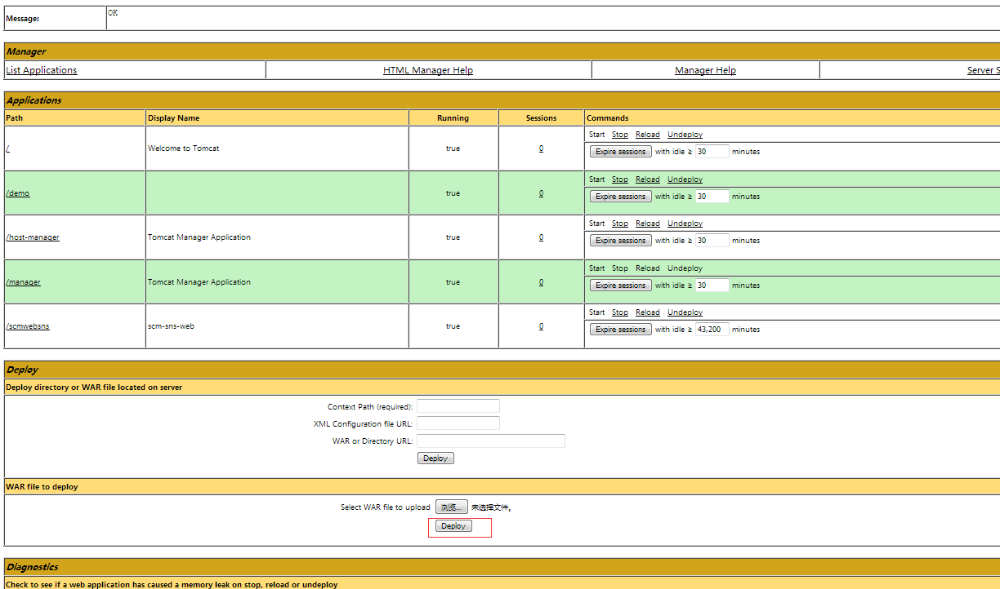 Message: OK
Manager
List Applications HTML Manager Help Manager Help Server S
Applications
Path Display Name Running Sessions Commands
/ Welcome to Tomcat true 0 Start Stop Reload Undeploy
Expire sessions with idle ≥ 30 minutes
/demo true 0 Start Stop Reload Undeploy
Expire sessions with idle ≥ 30 minutes
/host-manager Tomcat Manager Application true 0 Start Stop Reload Undeploy
Expire sessions with idle ≥ 30 minutes
/manager Tomcat Manager Application true 0 Start Stop Reload Undeploy
Expire sessions with idle ≥ 30 minutes
/scmwebsns scm-sns-web true 0 Start Stop Reload Undeploy
Expire sessions with idle ≥ 43,200 minutes
Deploy
Deploy directory or WAR file located on server
Context Path (required):
XML Configuration file URL:
WAR or Directory URL:
Deploy
WAR file to deploy
Select WAR file to upload 浏览... 未选择文件。
Deploy
Diagnostics
Check to see if a web application has caused a memory leak on stop, reload or undeploy